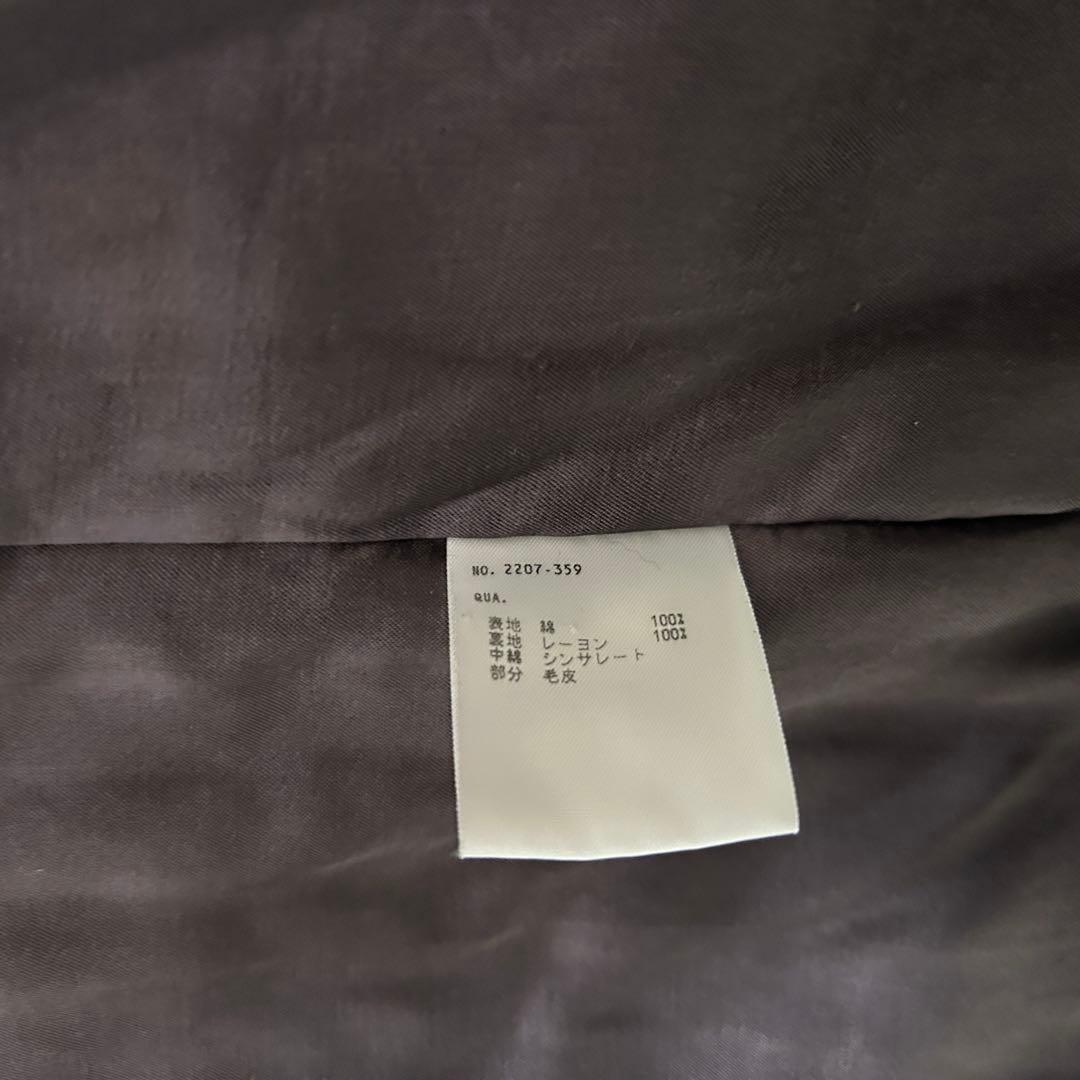 NO. 2207-359
QUA.
表地 綿 100%
裏地 レーヨン 100%
中綿 シンサレート
部分 毛皮